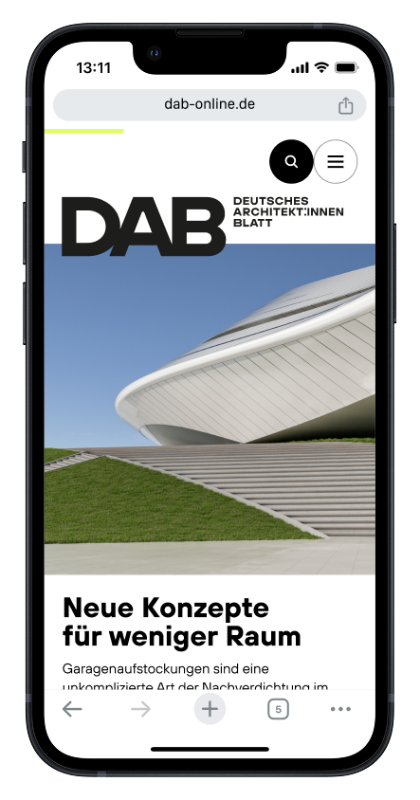 13:11
dab-online.de
DAB
DEUTSCHES
ARCHITEKT:INNEN
BLATT
Neue Konzepte
für weniger Raum
Garagenaufstockungen sind eine
unkomplizierte Art der Nachverdichtung im
5